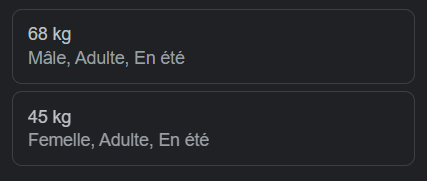 68 kg
Mâle, Adulte, En été
45 kg
Femelle, Adulte, En été